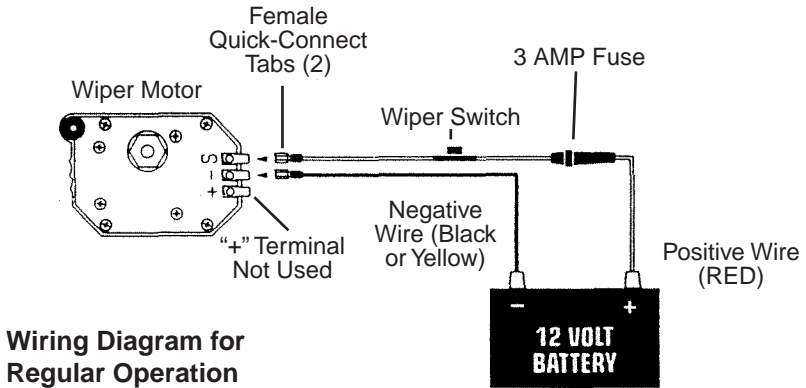 Female
Quick-Connect
Tabs (2)
3 AMP Fuse
Wiper Motor
Wiper Switch
S
–
+
"+" Terminal
Not Used
Negative
Wire (Black
or Yellow)
Positive Wire
(RED)
– +
12 VOLT
BATTERY
Wiring Diagram for
Regular Operation